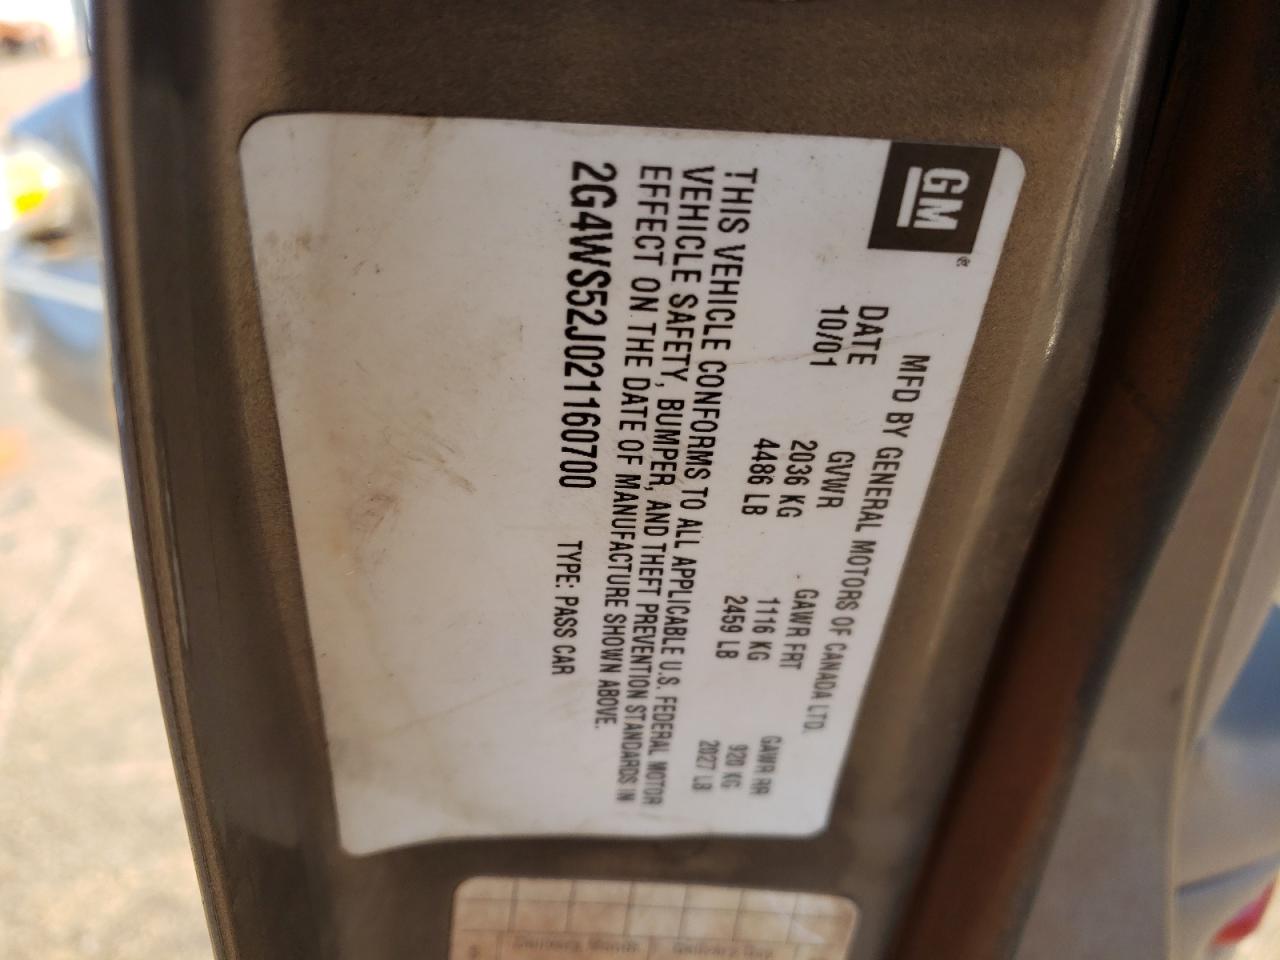 GM®
MFD BY GENERAL MOTORS OF CANADA LTD.
DATE GVWR GAWR FRT GAWR RR
10/01 2036 KG 1116 KG 920 KG
4486 LB 2459 LB 2027 LB
THIS VEHICLE CONFORMS TO ALL APPLICABLE U.S. FEDERAL MOTOR
VEHICLE SAFETY, BUMPER, AND THEFT PREVENTION STANDARDS IN
EFFECT ON THE DATE OF MANUFACTURE SHOWN ABOVE.
2G4WS52J021160700 TYPE: PASS CAR